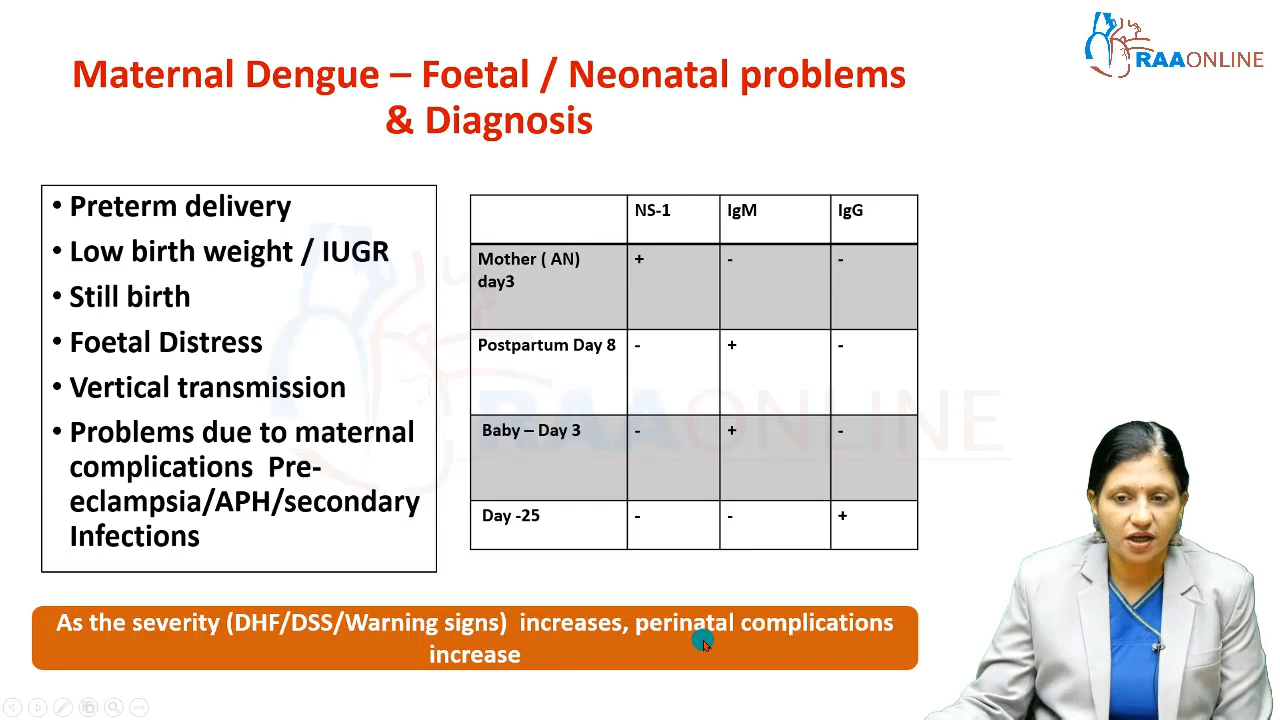 RAAONLINE
Maternal Dengue – Foetal / Neonatal problems
& Diagnosis
• Preterm delivery
• Low birth weight / IUGR
• Still birth
• Foetal Distress
• Vertical transmission
• Problems due to maternal
complications Pre-
eclampsia/APH/secondary
Infections
NS-1 IgM IgG
Mother ( AN)
day3 + - -
Postpartum Day 8 - + -
Baby – Day 3 - + -
Day -25 - - +
RAAONLINE
As the severity (DHF/DSS/Warning signs) increases, perinatal complications
increase